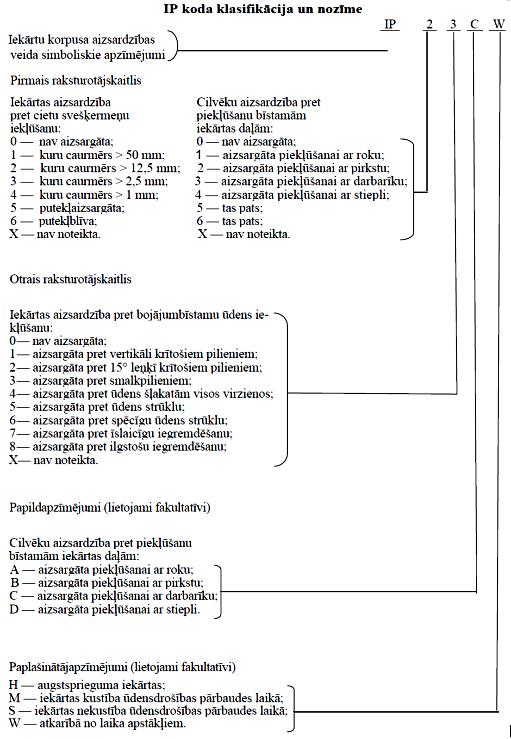 IP koda klasifikācija un nozīme
IP 2 3 C W
Iekārtu korpusa aizsardzības
veida simboliskie apzīmējumi
Pirmais raksturotājskaitlis
Iekārtas aizsardzība
pret cietu svešķermeņu
iekļūšanu:
0 — nav aizsargāta;
1 — kuru caurmērs > 50 mm;
2 — kuru caurmērs > 12,5 mm;
3 — kuru caurmērs > 2,5 mm;
4 — kuru caurmērs > 1 mm;
5 — putekļaizsargāta;
6 — putekļblīva;
X — nav noteikta.
Cilvēku aizsardzība pret
piekļūšanu bīstamām
iekārtas daļām:
0 — nav aizsargāta;
1 — aizsargāta piekļūšanai ar roku;
2 — aizsargāta piekļūšanai ar pirkstu;
3 — aizsargāta piekļūšanai ar darbarīku;
4 — aizsargāta piekļūšanai ar stiepli;
5 — tas pats;
6 — tas pats;
X — nav noteikta.
Otrais raksturotājskaitlis
Iekārtas aizsardzība pret bojājumbīstamu ūdens ie-
kļūšanu:
0— nav aizsargāta;
1— aizsargāta pret vertikāli krītošiem pilieniem;
2— aizsargāta pret 15° leņķī krītošiem pilieniem;
3— aizsargāta pret smalkpilieniem;
4— aizsargāta pret ūdens šļakatām visos virzienos;
5— aizsargāta pret ūdens strūklu;
6— aizsargāta pret spēcīgu ūdens strūklu;
7— aizsargāta pret īslaicīgu iegremdēšanu;
8— aizsargāta pret ilgstošu iegremdēšanu;
X— nav noteikta.
Papildapzīmējumi (lietojami fakultatīvi)
Cilvēku aizsardzība pret piekļūšanu
bīstamām iekārtas daļām:
A — aizsargāta piekļūšanai ar roku;
B — aizsargāta piekļūšanai ar pirkstu;
C — aizsargāta piekļūšanai ar darbarīku;
D — aizsargāta piekļūšanai ar stiepli.
Paplašinātājapzīmējumi (lietojami fakultatīvi)
H — augstsprieguma iekārtas;
M — iekārtas kustība ūdensdrošības pārbaudes laikā;
S — iekārtas nekustība ūdensdrošības pārbaudes laikā;
W — atkarībā no laika apstākļiem.